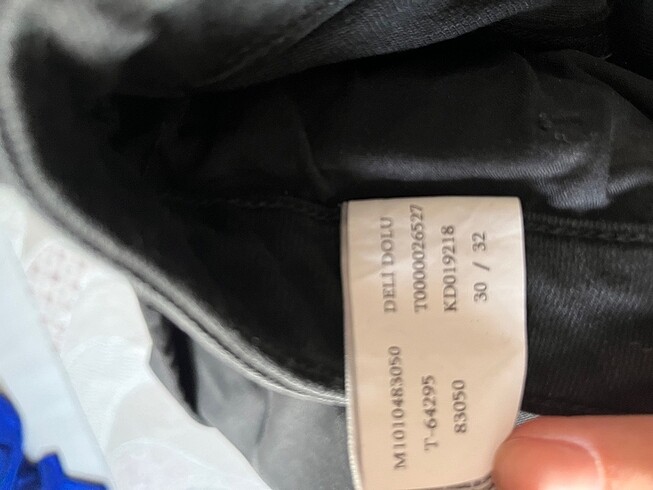 M1010483050 DELİ DOLU
T-64295 T0000026527
83050 KD019218
30 / 32